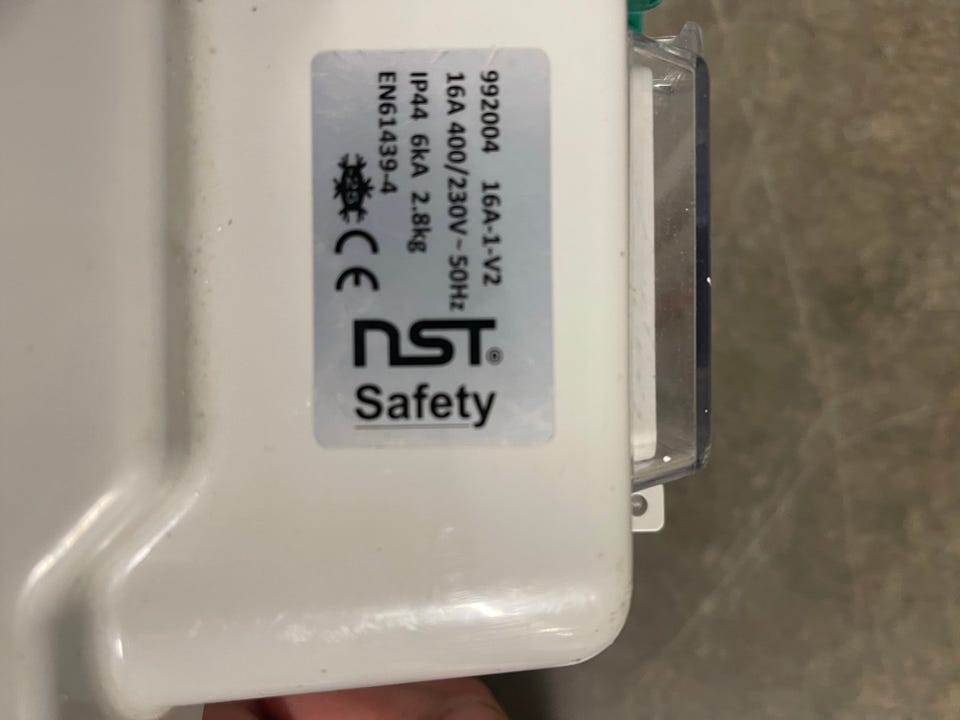 992004 16A-1-V2
16A 400/230V~50Hz
IP44 6kA 2.8kg
EN61439-4
CE
nST®
Safety